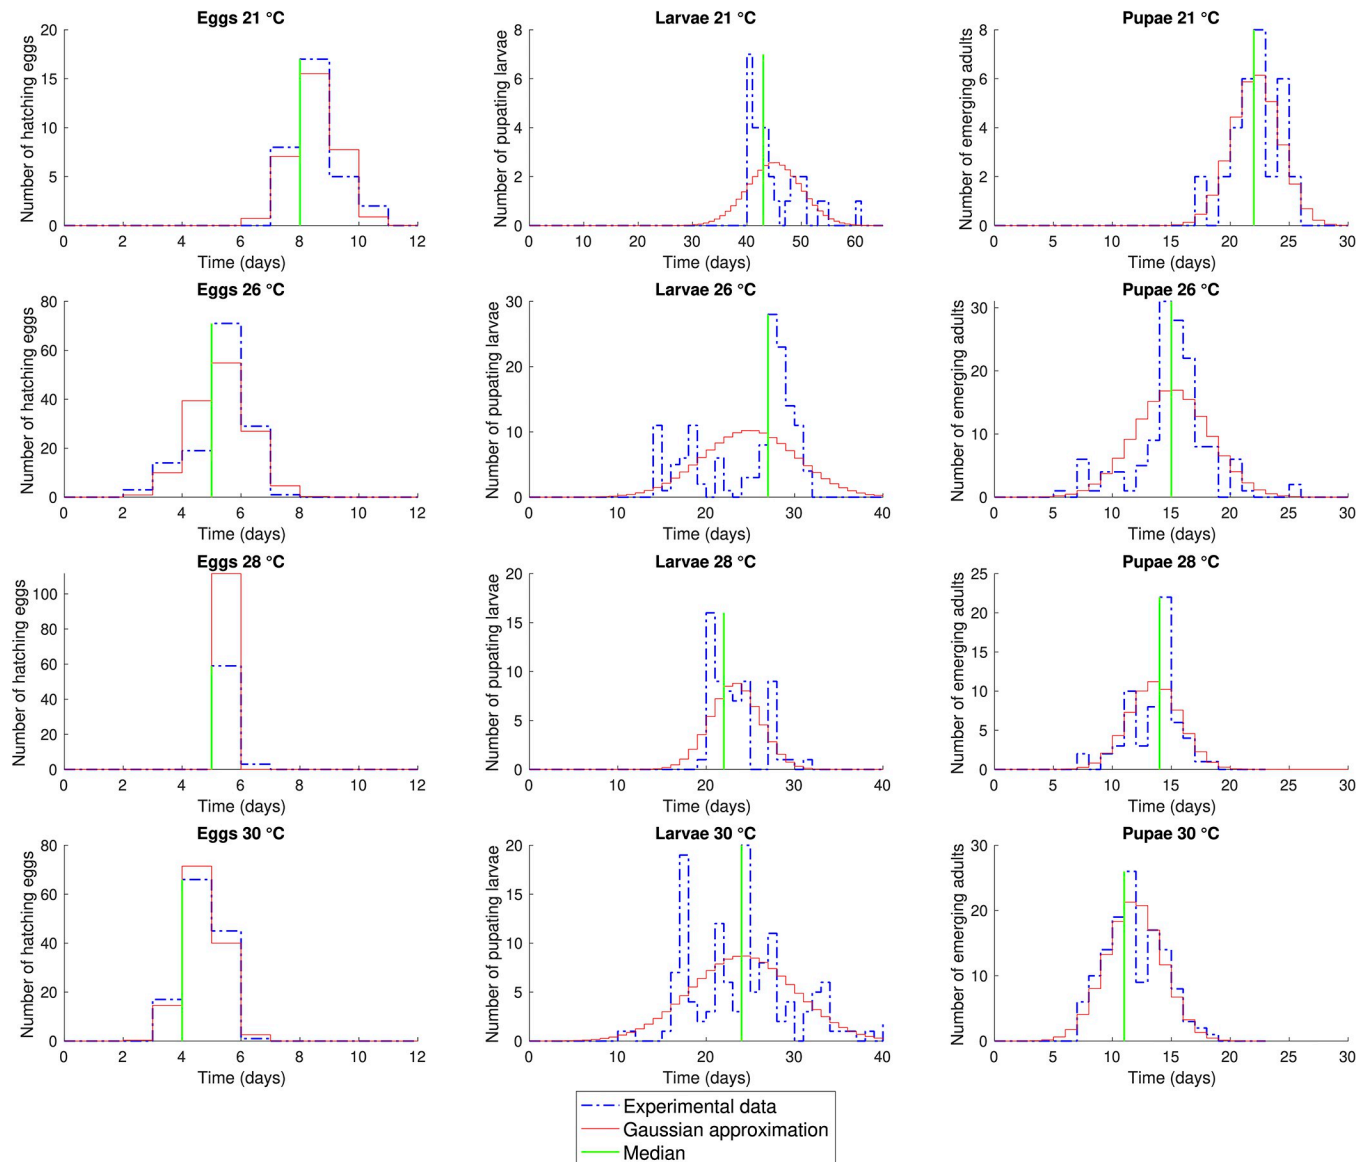 Eggs 21 °C
Number of hatching eggs
20
15
10
5
0
0 2 4 6 8 10 12
Time (days)
Larvae 21 °C
Number of pupating larvae
8
6
4
2
0
0 10 20 30 40 50 60
Time (days)
Pupae 21 °C
Number of emerging adults
8
6
4
2
0
0 5 10 15 20 25 30
Time (days)
Eggs 26 °C
Number of hatching eggs
80
60
40
20
0
0 2 4 6 8 10 12
Time (days)
Larvae 26 °C
Number of pupating larvae
30
20
10
0
0 10 20 30 40
Time (days)
Pupae 26 °C
Number of emerging adults
30
20
10
0
0 5 10 15 20 25 30
Time (days)
Eggs 28 °C
Number of hatching eggs
100
80
60
40
20
0
0 2 4 6 8 10 12
Time (days)
Larvae 28 °C
Number of pupating larvae
20
15
10
5
0
0 10 20 30 40
Time (days)
Pupae 28 °C
Number of emerging adults
25
20
15
10
5
0
0 5 10 15 20 25 30
Time (days)
Eggs 30 °C
Number of hatching eggs
80
60
40
20
0
0 2 4 6 8 10 12
Time (days)
Larvae 30 °C
Number of pupating larvae
20
15
10
5
0
0 10 20 30 40
Time (days)
Pupae 30 °C
Number of emerging adults
30
20
10
0
0 5 10 15 20 25 30
Time (days)
Experimental data
Gaussian approximation
Median